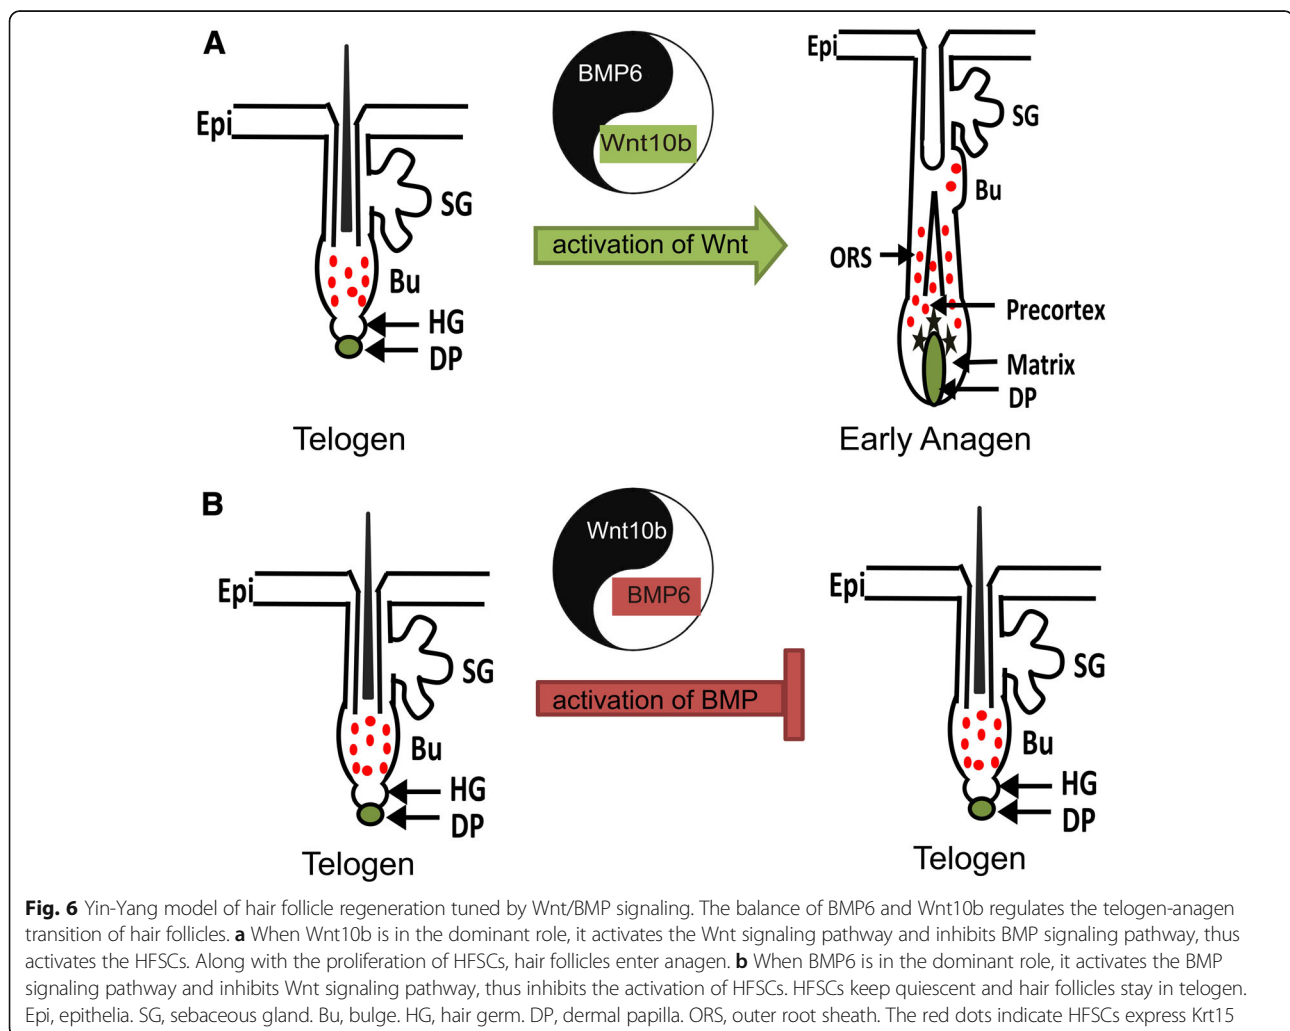 A
BMP6
Wnt10b
Epi
SG
Bu
HG
DP
Telogen
activation of Wnt
Epi
SG
Bu
ORS
Precortex
Matrix
DP
Early Anagen
B
Wnt10b
BMP6
Epi
SG
Bu
HG
DP
Telogen
activation of BMP
Epi
SG
Bu
HG
DP
Telogen
Fig. 6 Yin-Yang model of hair follicle regeneration tuned by Wnt/BMP signaling. The balance of BMP6 and Wnt10b regulates the telogen-anagen
transition of hair follicles. a When Wnt10b is in the dominant role, it activates the Wnt signaling pathway and inhibits BMP signaling pathway, thus
activates the HFSCs. Along with the proliferation of HFSCs, hair follicles enter anagen. b When BMP6 is in the dominant role, it activates the BMP
signaling pathway and inhibits Wnt signaling pathway, thus inhibits the activation of HFSCs. HFSCs keep quiescent and hair follicles stay in telogen.
Epi, epithelia. SG, sebaceous gland. Bu, bulge. HG, hair germ. DP, dermal papilla. ORS, outer root sheath. The red dots indicate HFSCs express Krt15